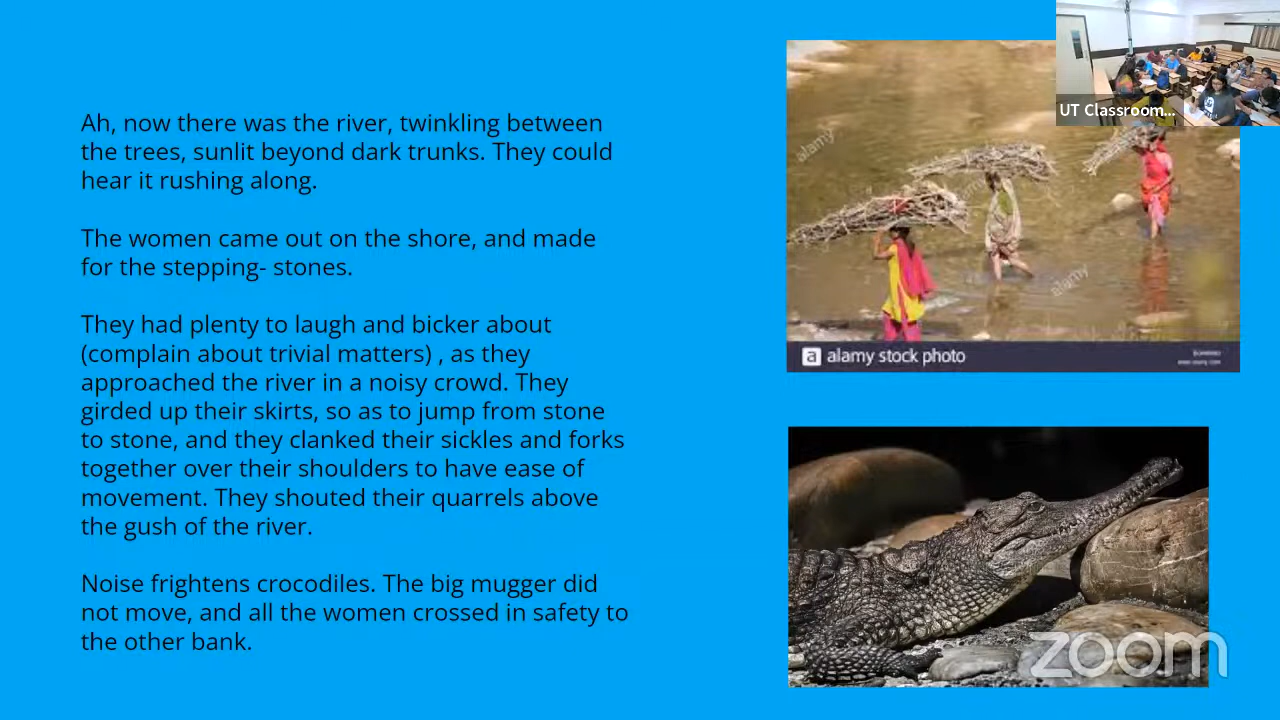 Ah, now there was the river, twinkling between
the trees, sunlit beyond dark trunks. They could
hear it rushing along.
The women came out on the shore, and made
for the stepping- stones.
They had plenty to laugh and bicker about
(complain about trivial matters) , as they
approached the river in a noisy crowd. They
girded up their skirts, so as to jump from stone
to stone, and they clanked their sickles and forks
together over their shoulders to have ease of
movement. They shouted their quarrels above
the gush of the river.
Noise frightens crocodiles. The big mugger did
not move, and all the women crossed in safety to
the other bank.
UT Classroom...
alamy
alamy
a alamy stock photo
zoom